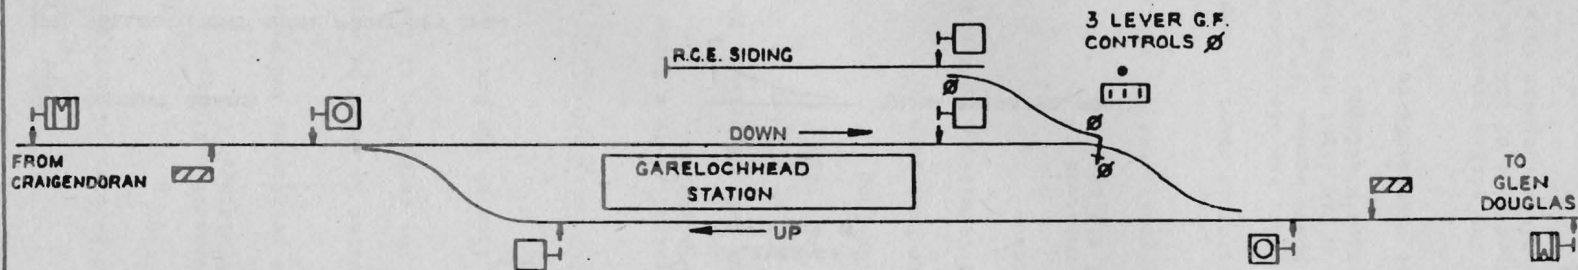 3 LEVER G.F.
CONTROLS Ø
R.C.E. SIDING
Ø
Ø
DOWN
Ø
FROM
CRAIGENDORAN
GARELOCHHEAD
STATION
TO
GLEN
DOUGLAS
UP